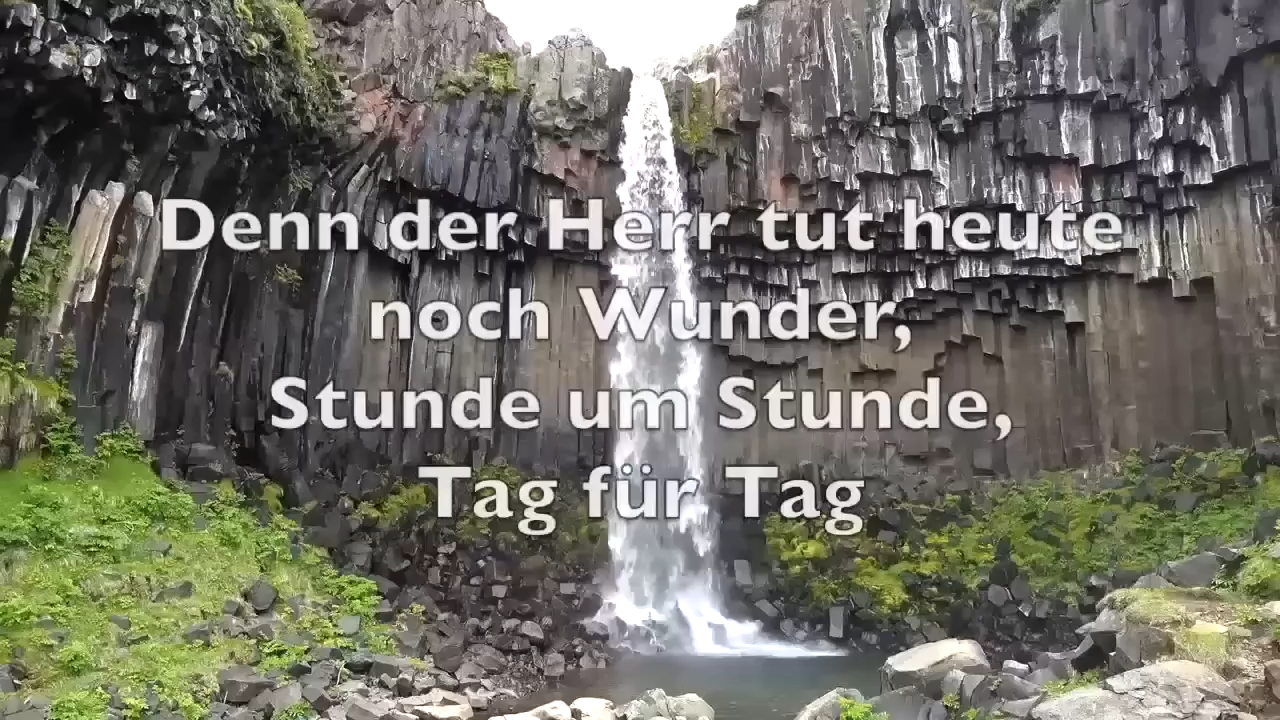 Denn der Herr tut heute
noch Wunder,
Stunde um Stunde,
Tag für Tag